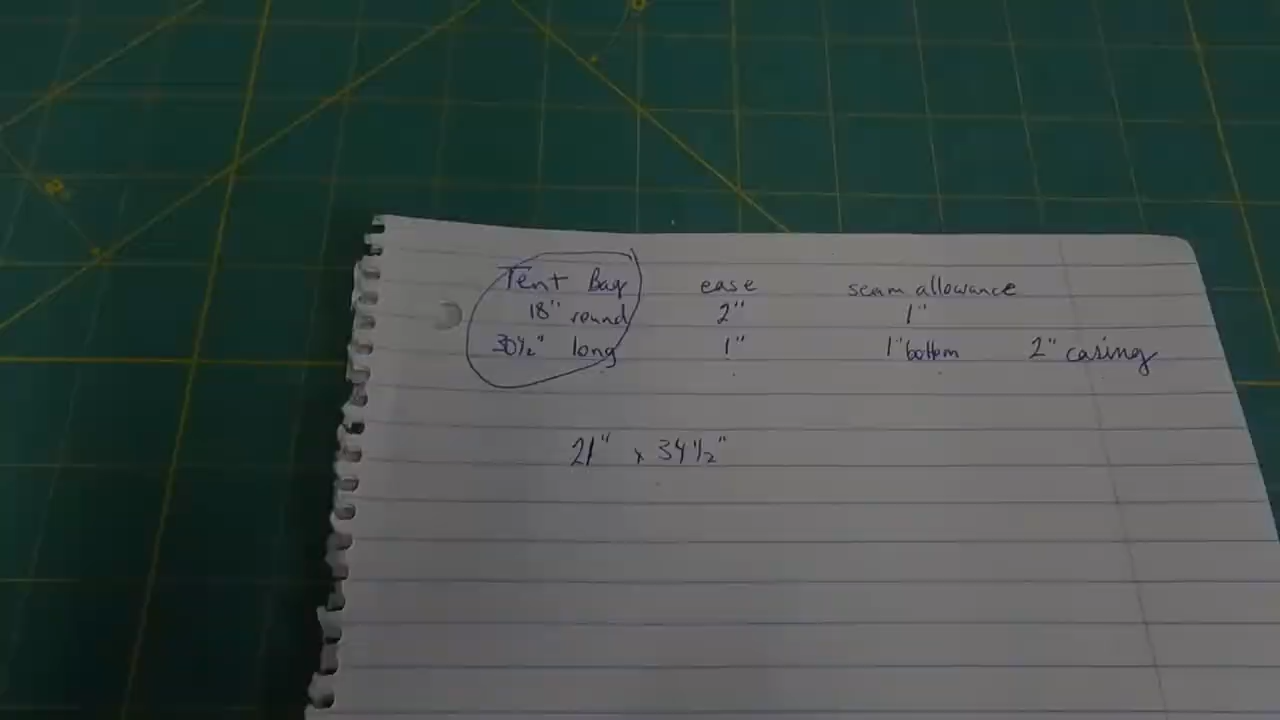 Tent Bag ease seam allowance
18" round 2" 1"
30½" long 1" 1" bottom 2" casing
21" x 34½"